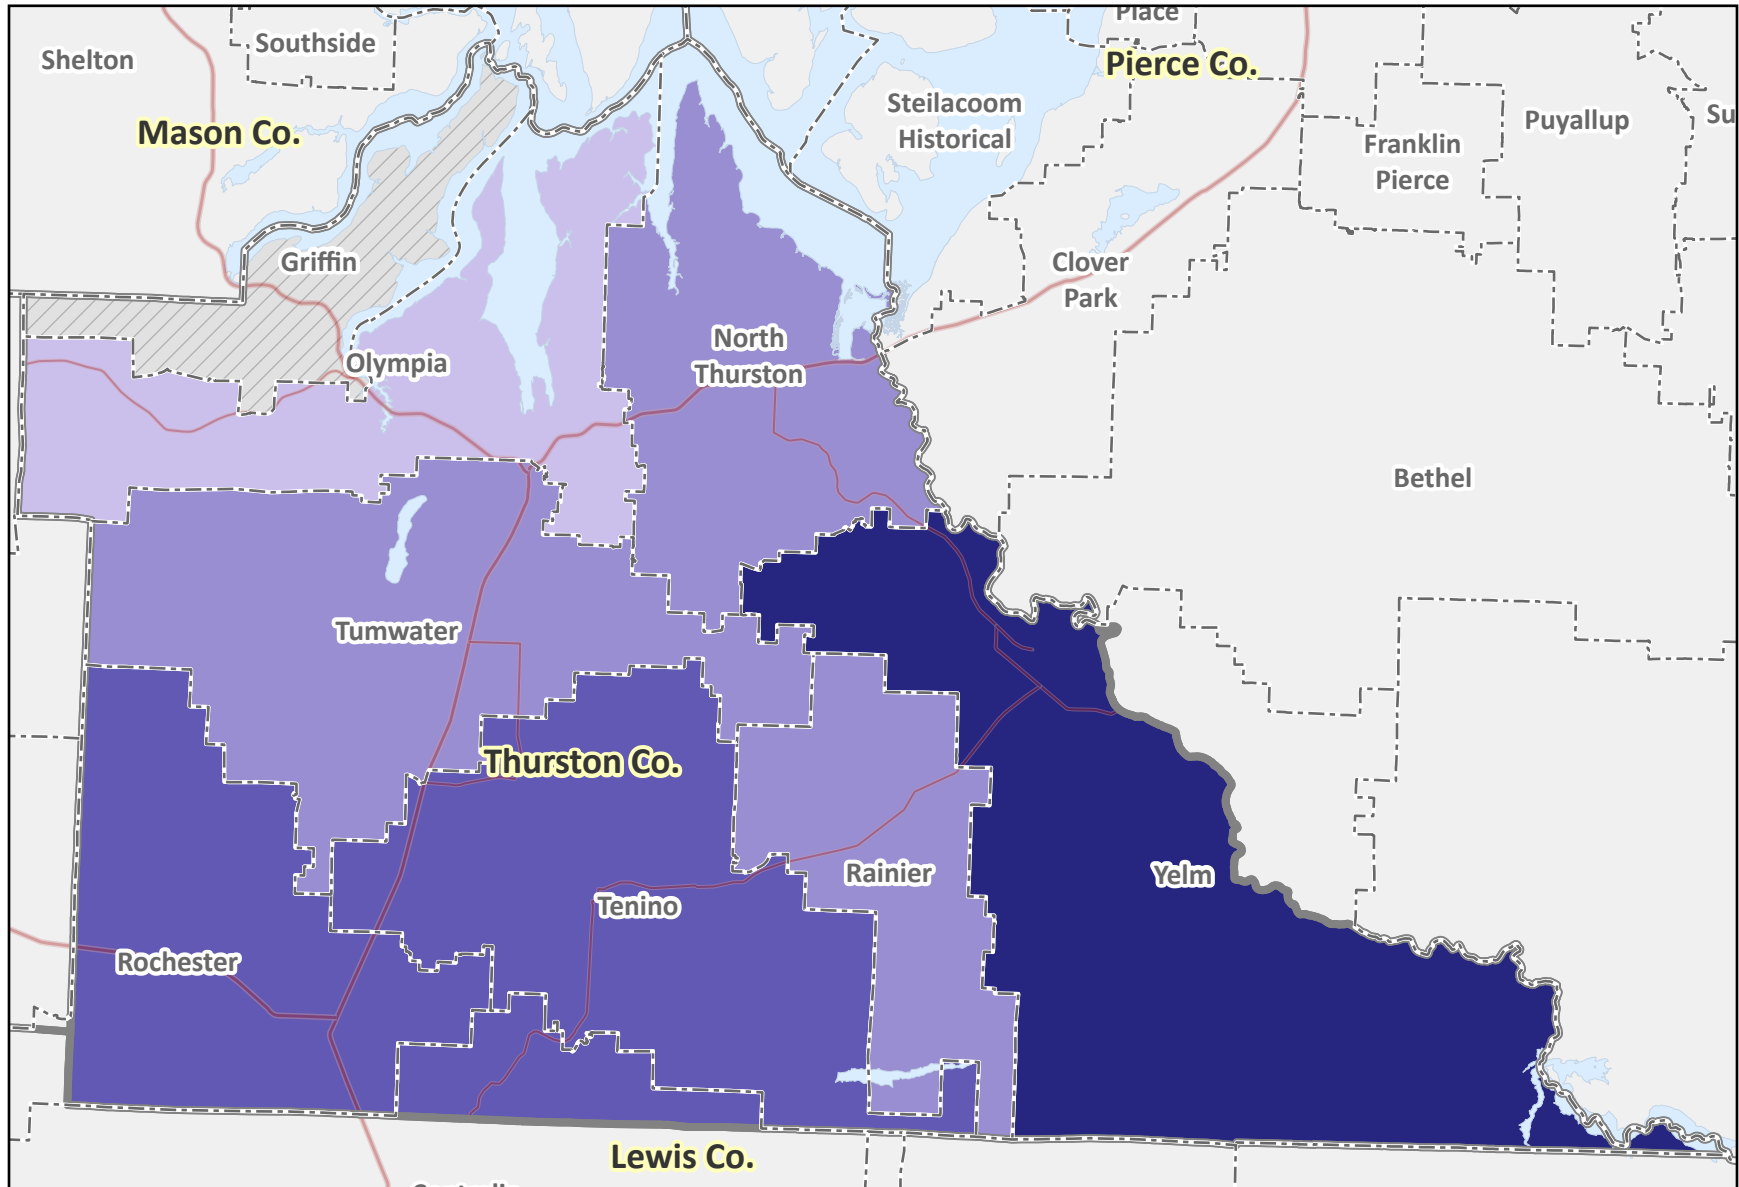 Place
Southside
Shelton
Pierce Co.
Steilacoom
Historical
Puyallup
Su
Mason Co.
Franklin
Pierce
Griffin
Clover
Park
North
Thurston
Olympia
Bethel
Tumwater
Thurston Co.
Rainier
Yelm
Tenino
Rochester
Lewis Co.